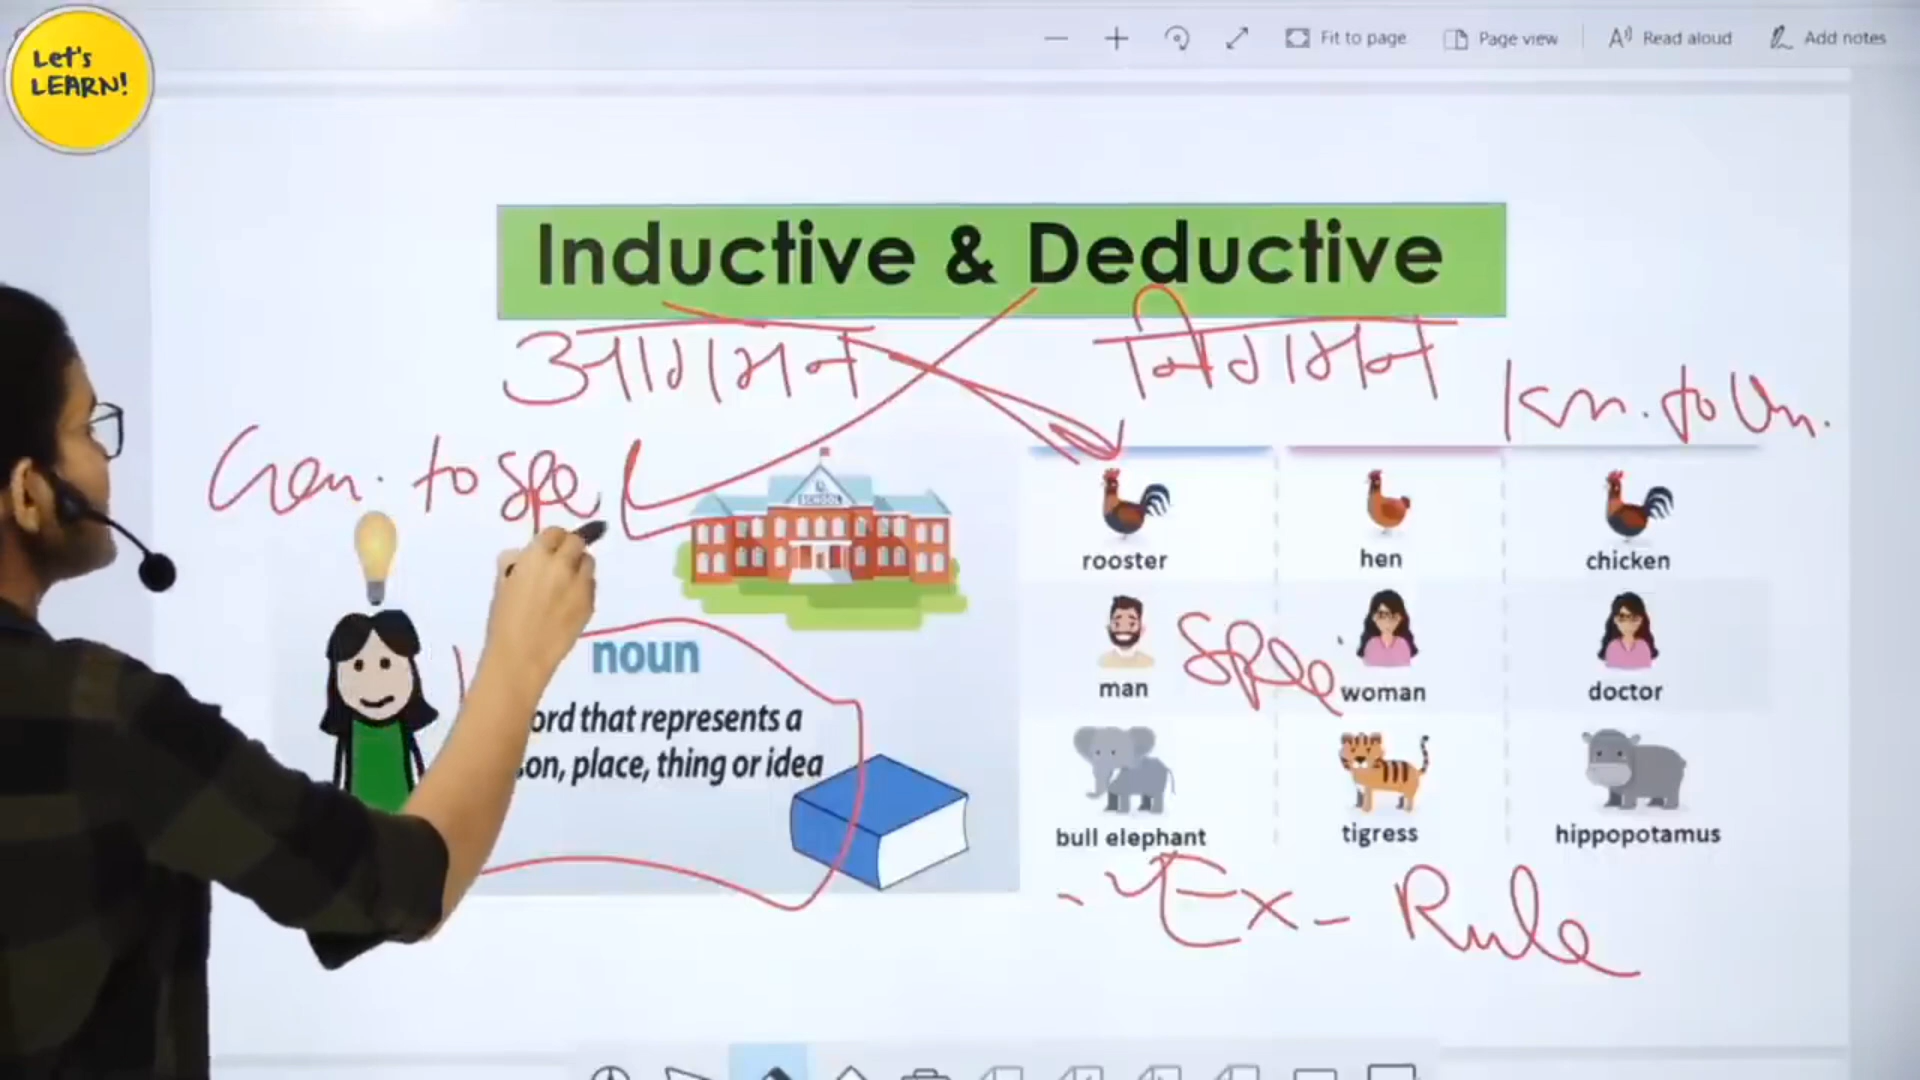 Let's
LEARN!
Fit to page
Page view
Read aloud
Add notes
Inductive & Deductive
आगमन
निगमन
Kn. to Un.
Gen. to Spe
SCHOOL
noun
ord that represents a
on, place, thing or idea
rooster
hen
chicken
man
Spe
woman
doctor
bull elephant
tigress
hippopotamus
Ex - Rule